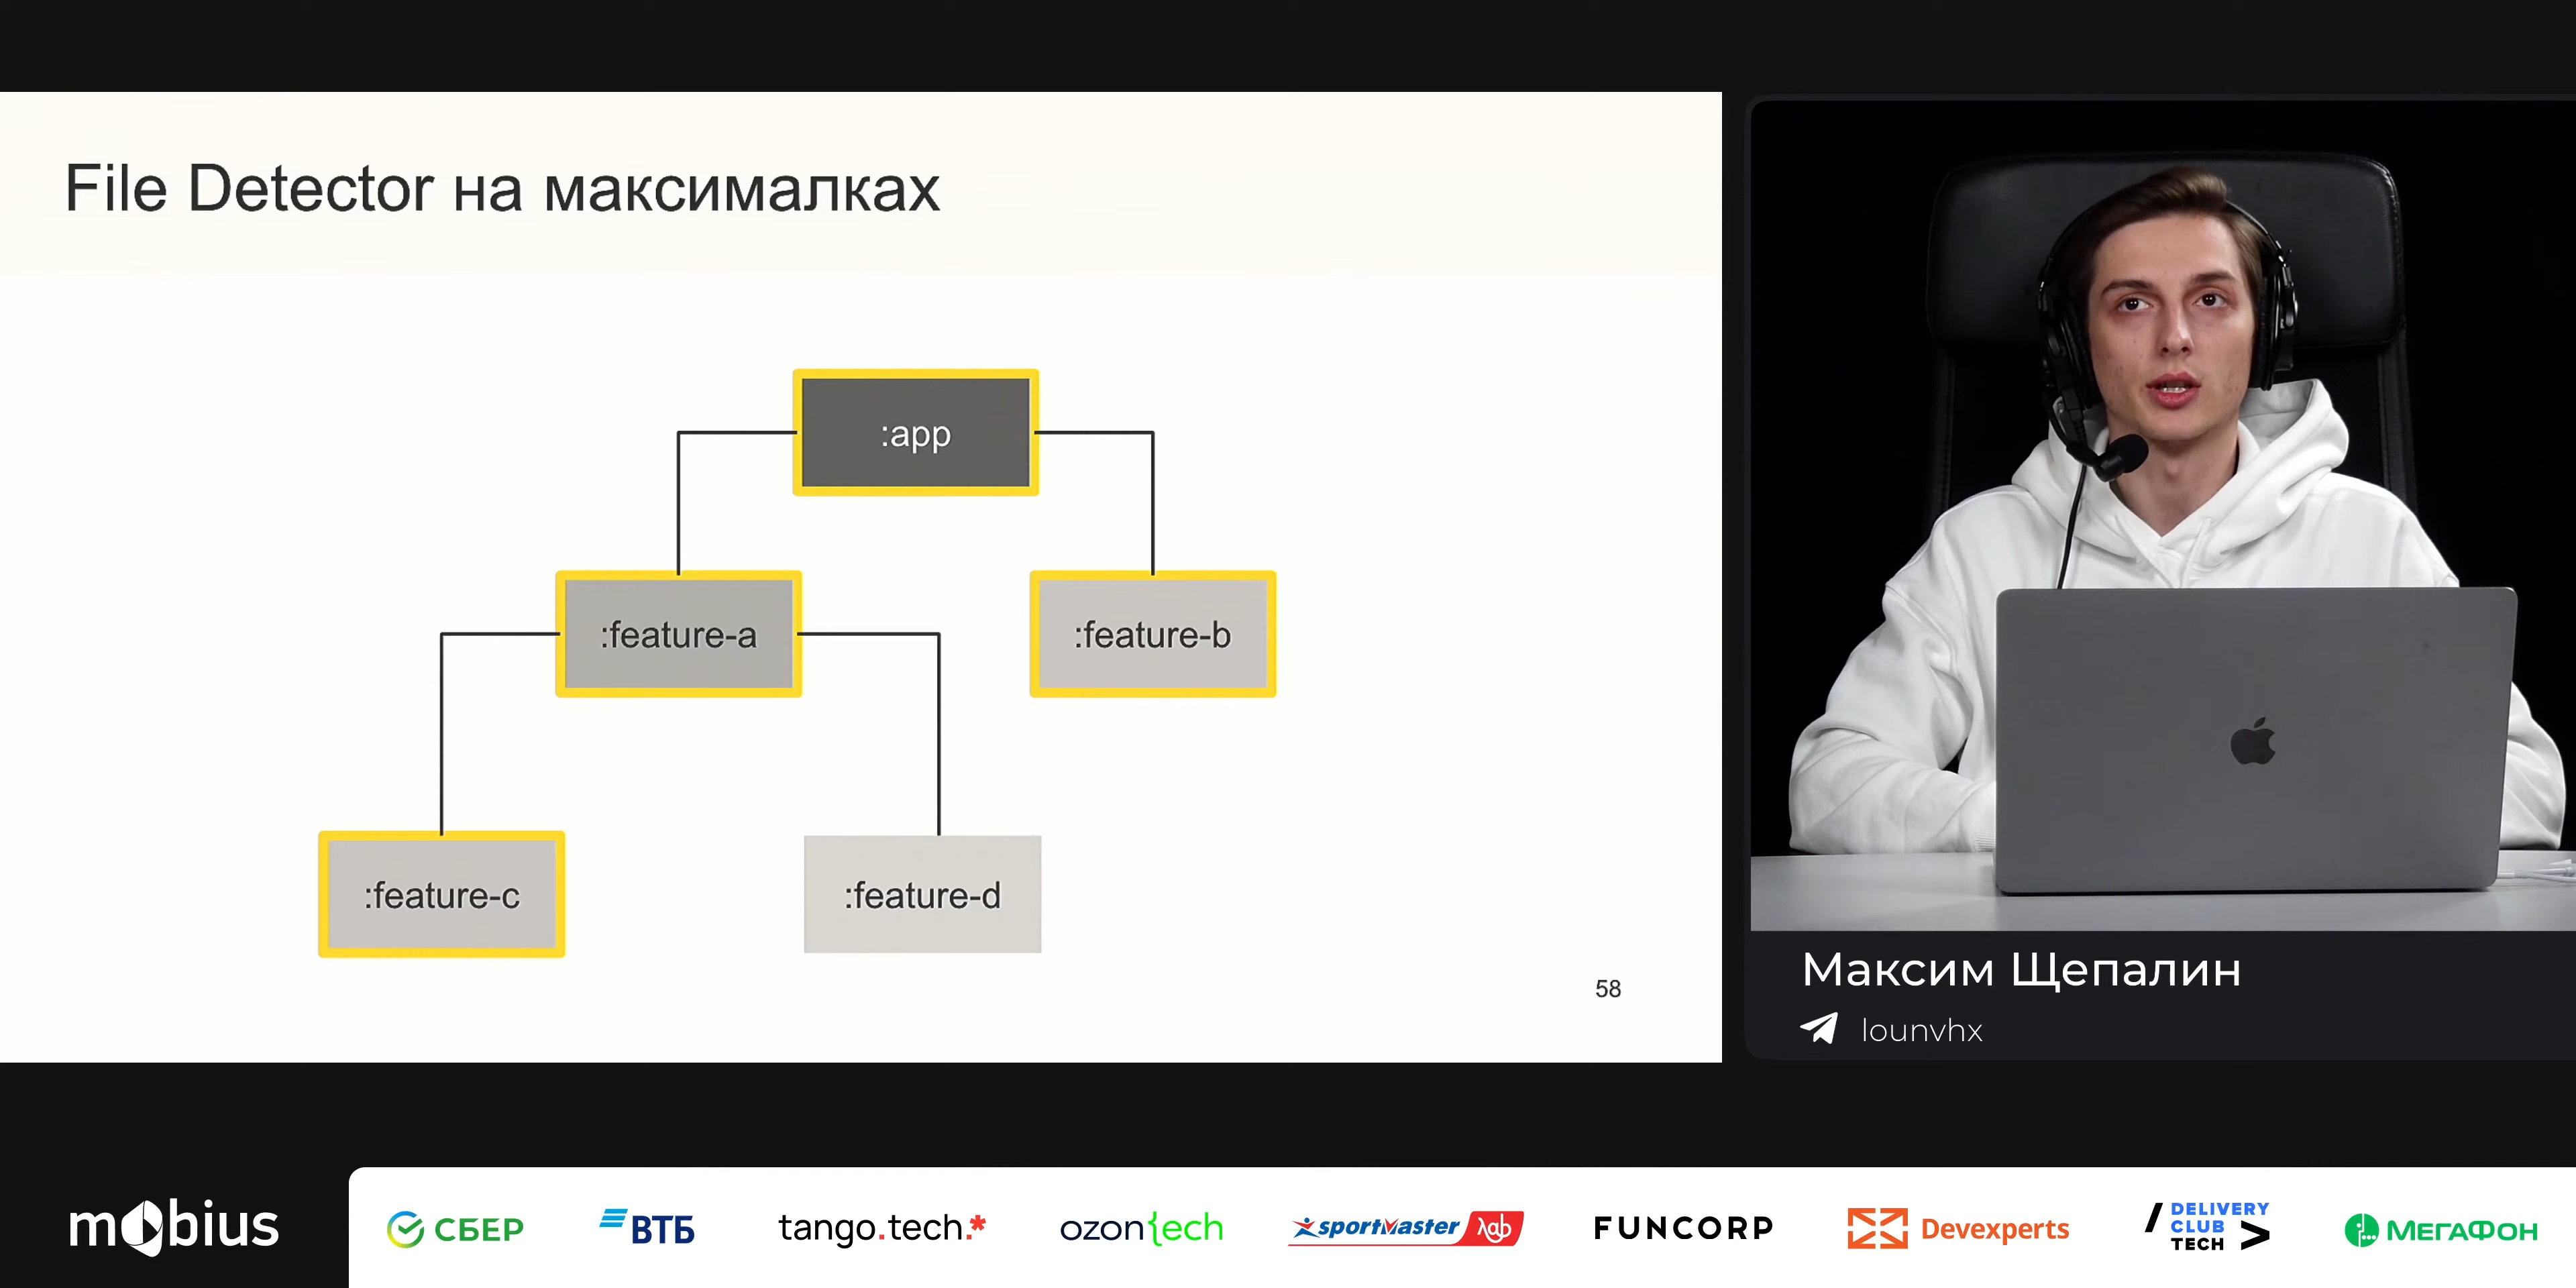 File Detector на максималках
:app
:feature-a
:feature-b
:feature-c
:feature-d
58
Максим Щепалин
lounvhx
mobius
СБЕР
ВТБ
tango.tech.*
ozon{ech
sportmaster lab
FUNCORP
Devexperts
/ DELIVERY
CLUB
TECH >
МЕГАФОН